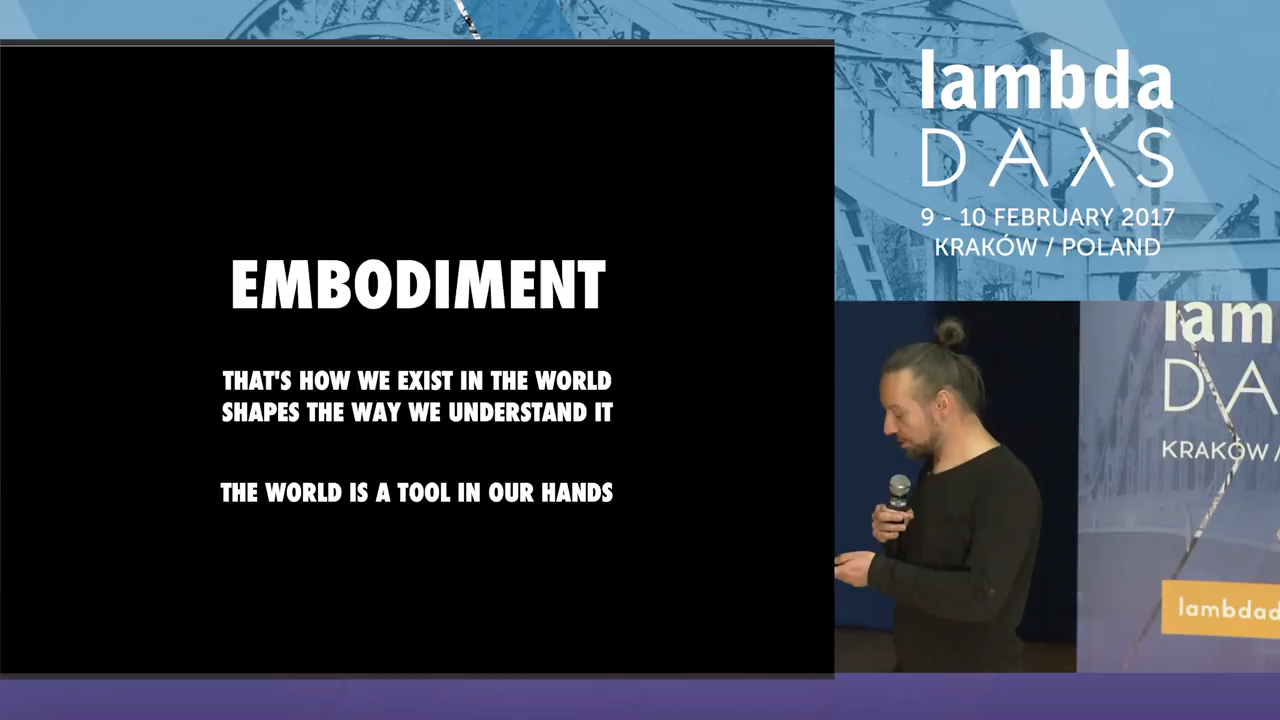 EMBODIMENT
THAT'S HOW WE EXIST IN THE WORLD
SHAPES THE WAY WE UNDERSTAND IT
THE WORLD IS A TOOL IN OUR HANDS
lambda
DAλS
9 - 10 FEBRUARY 2017
KRAKÓW / POLAND
lam
DA
KRAKÓW /
lambdad